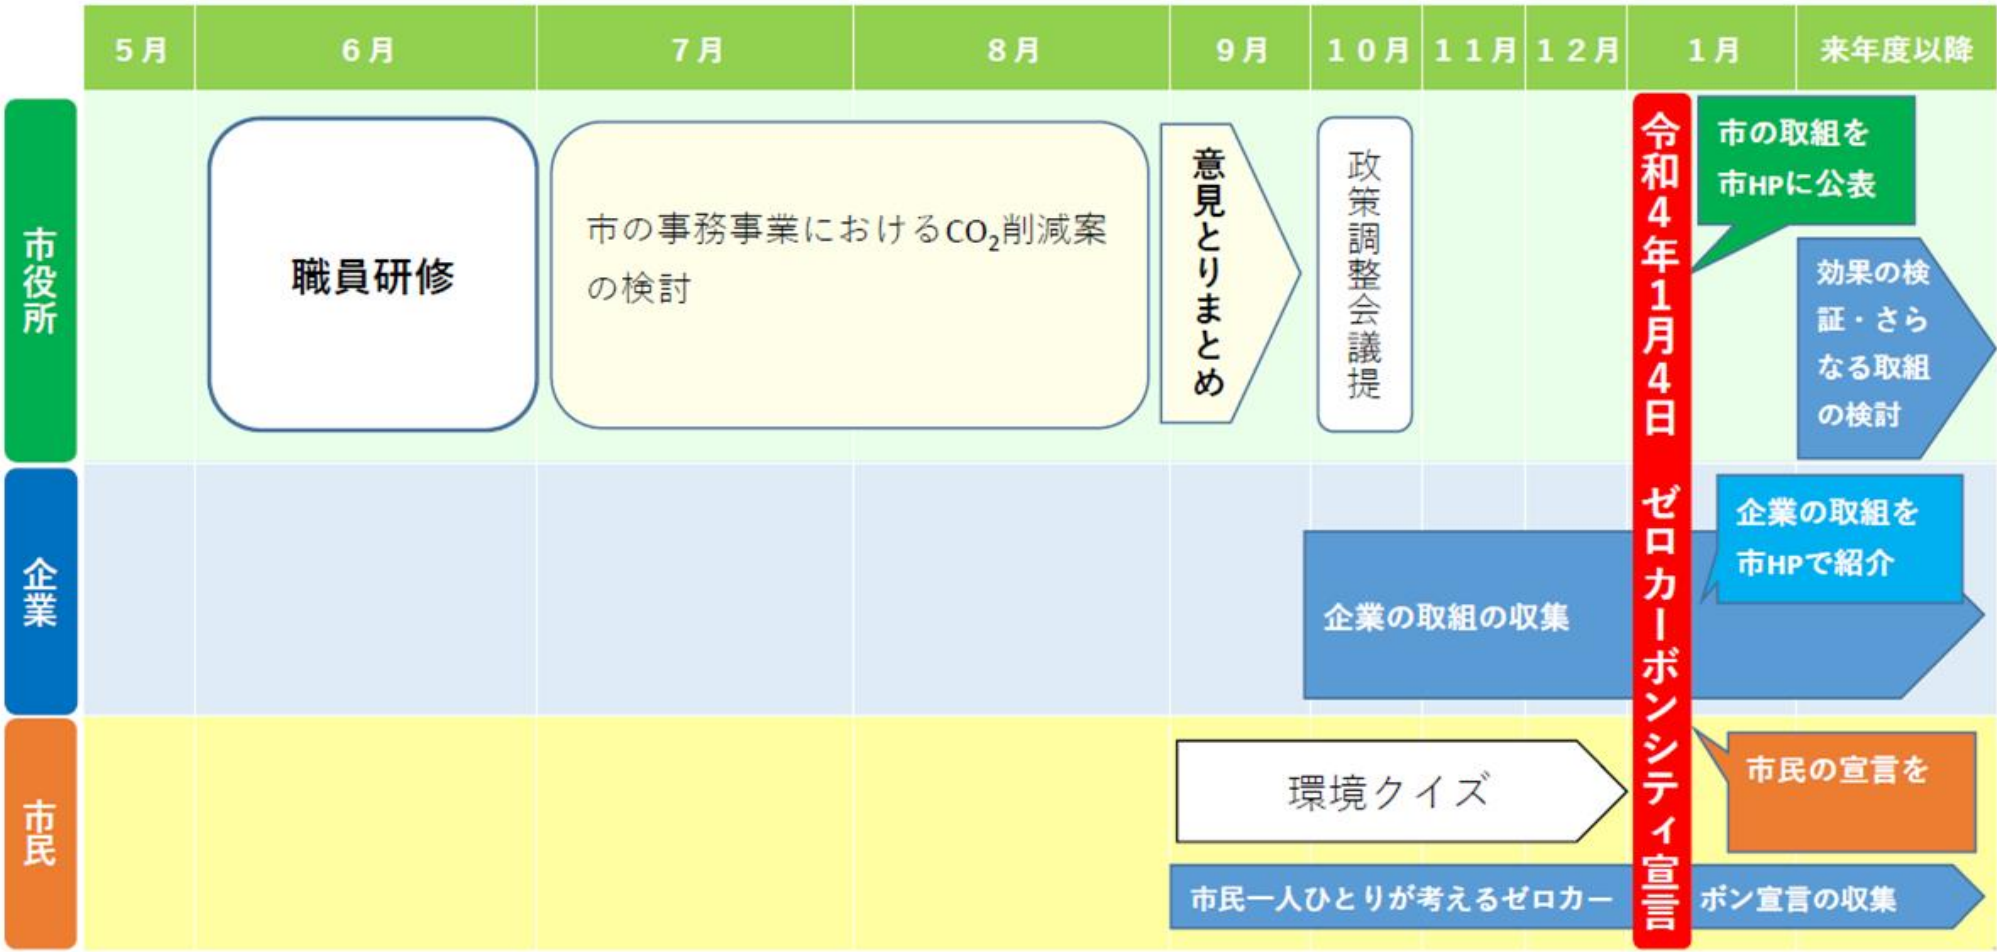 5月 6月 7月 8月 9月 10月 11月 12月 1月 来年度以降
市役所
職員研修
市の事務事業におけるCO₂削減案
の検討
意見とりまとめ
政策調整会議提
令和4年1月4日 ゼロカーボンシティ宣言
市の取組を
市HPに公表
効果の検
証・さら
なる取組
の検討
企業
企業の取組の収集
企業の取組を
市HPで紹介
市民
環境クイズ
市民の宣言を
市民一人ひとりが考えるゼロカーボン宣言の収集